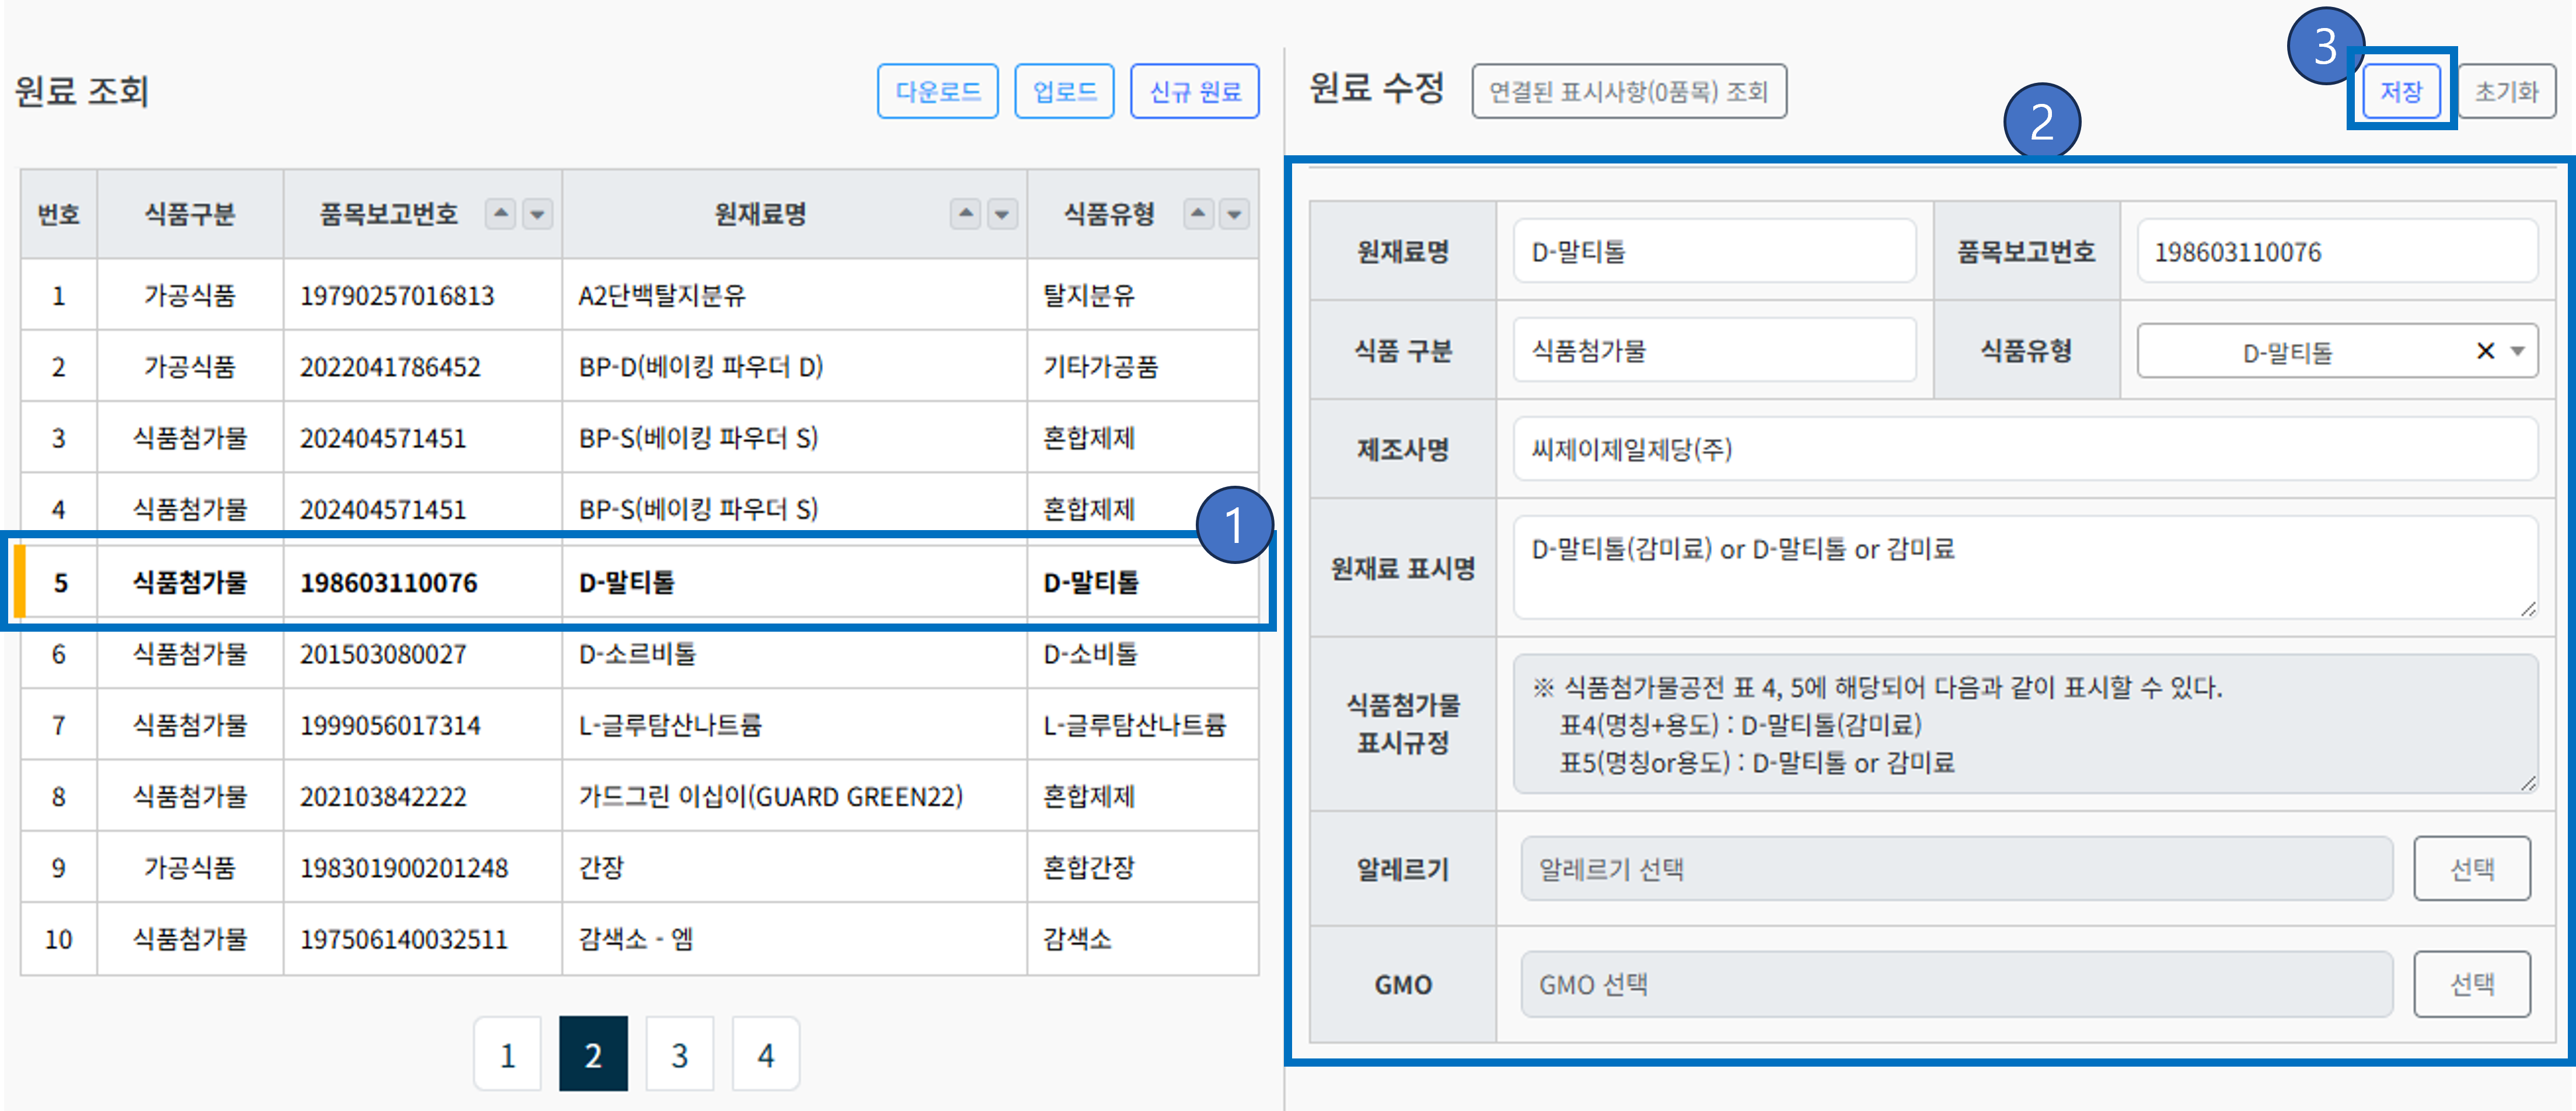 원료 조회
다운로드 업로드 신규 원료
번호 식품구분 품목보고번호 원재료명 식품유형
1 가공식품 19790257016813 A2단백탈지분유 탈지분유
2 가공식품 2022041786452 BP-D(베이킹 파우더 D) 기타가공품
3 식품첨가물 202404571451 BP-S(베이킹 파우더 S) 혼합제제
4 식품첨가물 202404571451 BP-S(베이킹 파우더 S) 혼합제제
1
5 식품첨가물 198603110076 D-말티톨 D-말티톨
6 식품첨가물 201503080027 D-소르비톨 D-소비톨
7 식품첨가물 1999056017314 L-글루탐산나트륨 L-글루탐산나트륨
8 식품첨가물 202103842222 가드그린 이십이(GUARD GREEN22) 혼합제제
9 가공식품 198301900201248 간장 혼합간장
10 식품첨가물 197506140032511 감색소 - 엠 감색소
1 2 3 4
원료 수정 연결된 표시사항(0품목) 조회
3
저장 초기화
2
원재료명 D-말티톨 품목보고번호 198603110076
식품 구분 식품첨가물 식품유형 D-말티톨 ×
제조사명 씨제이제일제당(주)
원재료 표시명 D-말티톨(감미료) or D-말티톨 or 감미료
식품첨가물
표시규정
※ 식품첨가물공전 표 4, 5에 해당되어 다음과 같이 표시할 수 있다.
표4(명칭+용도) : D-말티톨(감미료)
표5(명칭or용도) : D-말티톨 or 감미료
알레르기 알레르기 선택 선택
GMO GMO 선택 선택